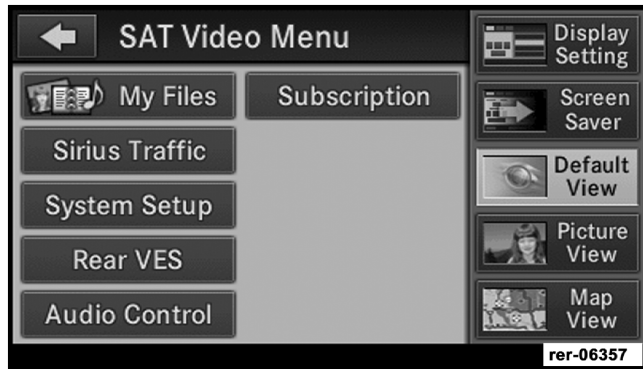 SAT Video Menu
My Files
Subscription
Sirius Traffic
System Setup
Rear VES
Audio Control
Display
Setting
Screen
Saver
Default
View
Picture
View
Map
View
rer-06357